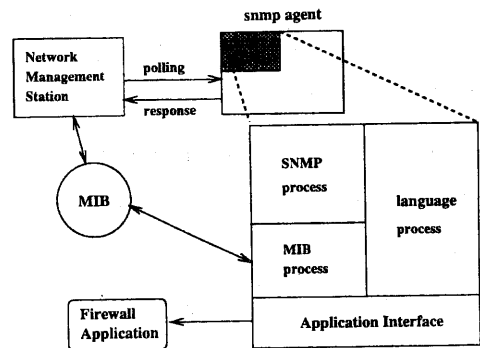 snmp agent
Network
Management
Station
polling
response
MIB
SNMP
process
language
process
MIB
process
Firewall
Application
Application Interface